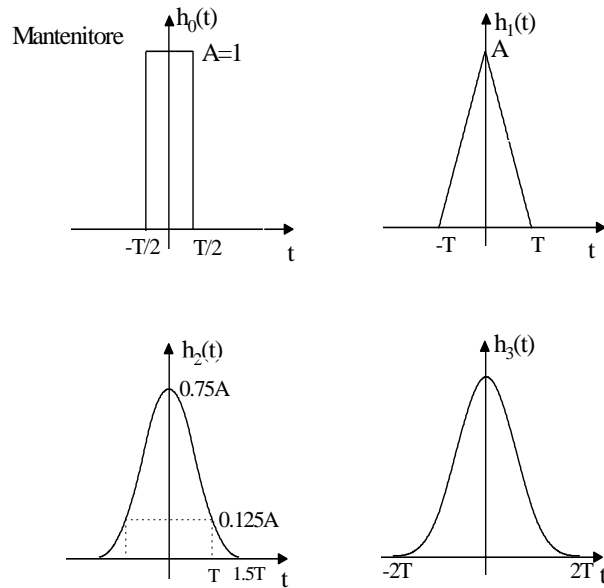 Mantenitore
h0(t)
A=1
-T/2
T/2
t
h1(t)
A
-T
T
t
h2(t)
0.75A
0.125A
T
1.5T
t
h3(t)
-2T
2T
t